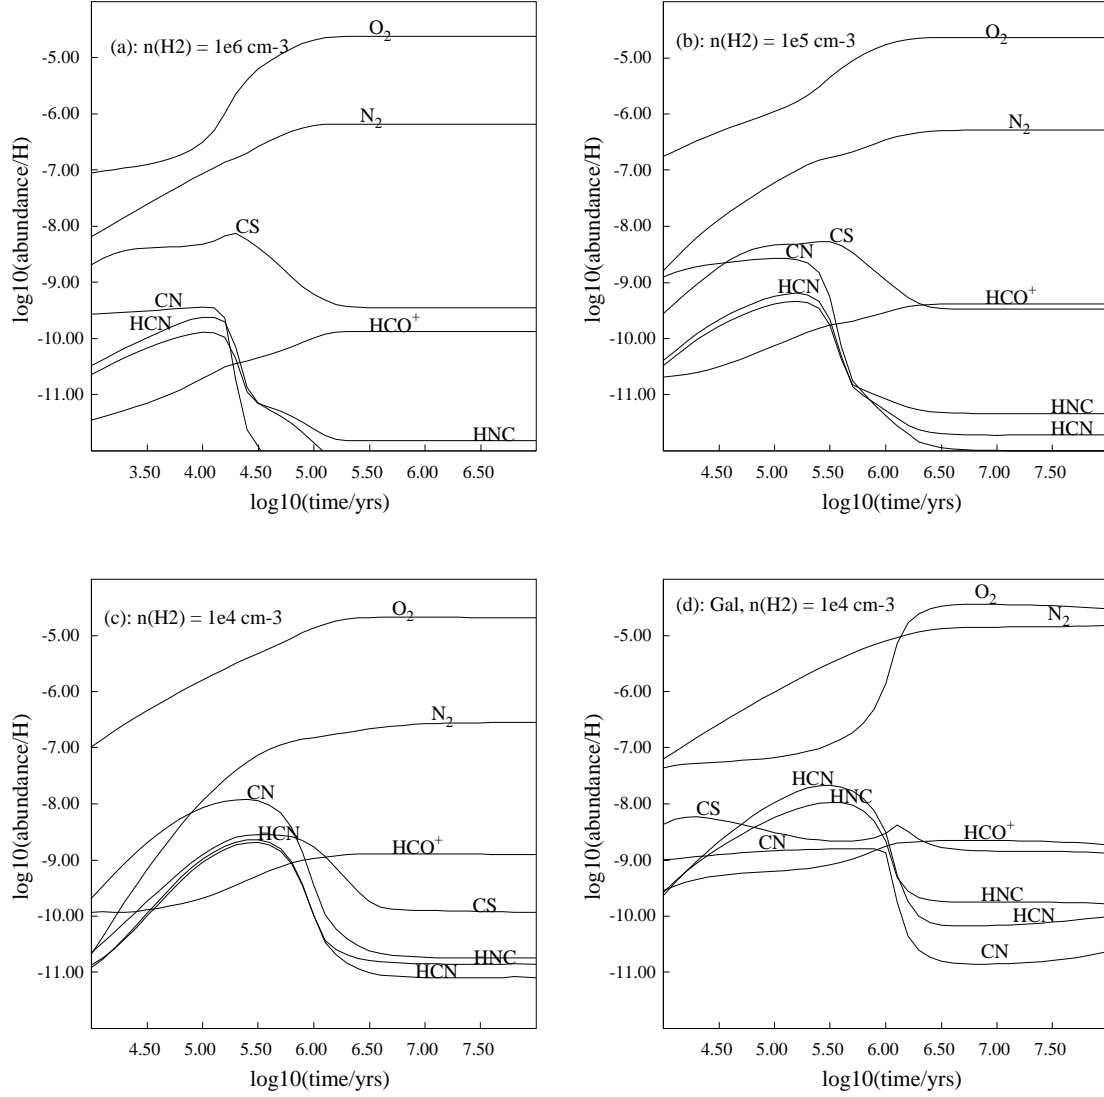 (a): n(H2) = 1e6 cm-3
O2
N2
CS
CN
HCN
HCO+
HNC
-5.00
-6.00
-7.00
-8.00
-9.00
-10.00
-11.00
log10(abundance/H)
3.50 4.00 4.50 5.00 5.50 6.00 6.50
log10(time/yrs)
(b): n(H2) = 1e5 cm-3
O2
N2
CS
CN
HCN
HCO+
HNC
HCN
-5.00
-6.00
-7.00
-8.00
-9.00
-10.00
-11.00
log10(abundance/H)
4.50 5.00 5.50 6.00 6.50 7.00 7.50
log10(time/yrs)
(c): n(H2) = 1e4 cm-3
O2
N2
CN
HCN
HCO+
CS
HNC
HCN
-5.00
-6.00
-7.00
-8.00
-9.00
-10.00
-11.00
log10(abundance/H)
4.50 5.00 5.50 6.00 6.50 7.00 7.50
log10(time/yrs)
(d): Gal, n(H2) = 1e4 cm-3
O2
N2
HCN
HNC
CS
HCO+
CN
HNC
HCN
CN
-5.00
-6.00
-7.00
-8.00
-9.00
-10.00
-11.00
log10(abundance/H)
4.50 5.00 5.50 6.00 6.50 7.00 7.50
log10(time/yrs)